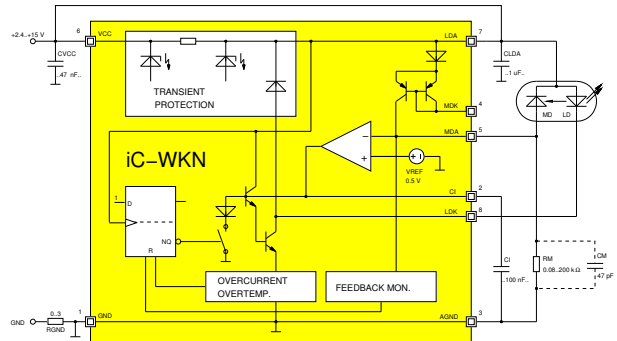 +2.4..+15 V
6
VCC
LDA
7
CVCC
..47 nF..
CLDA
..1 uF..
TRANSIENT
PROTECTION
MDK
4
MD
LD
MDA
5
iC−WKN
−
+
VREF
0.5 V
1
D
CI
2
LDK
8
NQ
R
OVERCURRENT
OVERTEMP.
FEEDBACK MON.
CI
..100 nF..
RM
0.08..200 kΩ
CM
47 pF
GND
0..3
RGND
1
GND
AGND
3